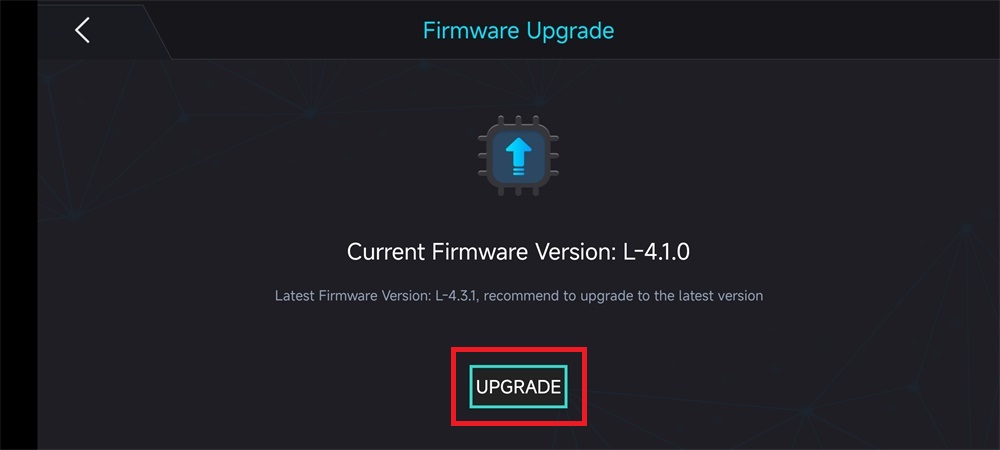 Firmware Upgrade
Current Firmware Version: L-4.1.0
Latest Firmware Version: L-4.3.1, recommend to upgrade to the latest version
UPGRADE